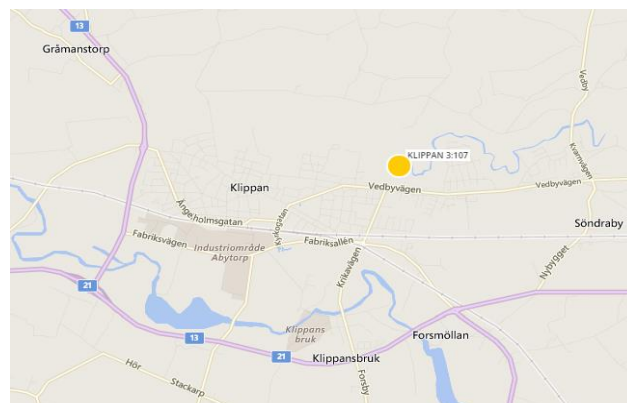 13
Gråmanstorp
Vedby
Kvarnvägen
KLIPPAN 3:107
Klippan
Vedbyvägen
Vedbyvägen
Ängelholmsgatan
Kyrkogatan
Söndraby
Fabriksvägen
Industriområde
Åbytorp
Fabriksallén
Krikavägen
Nybygget
21
Klippans
bruk
13
Forsmöllan
21
Klippansbruk
Hör
Stackarp
Forsby